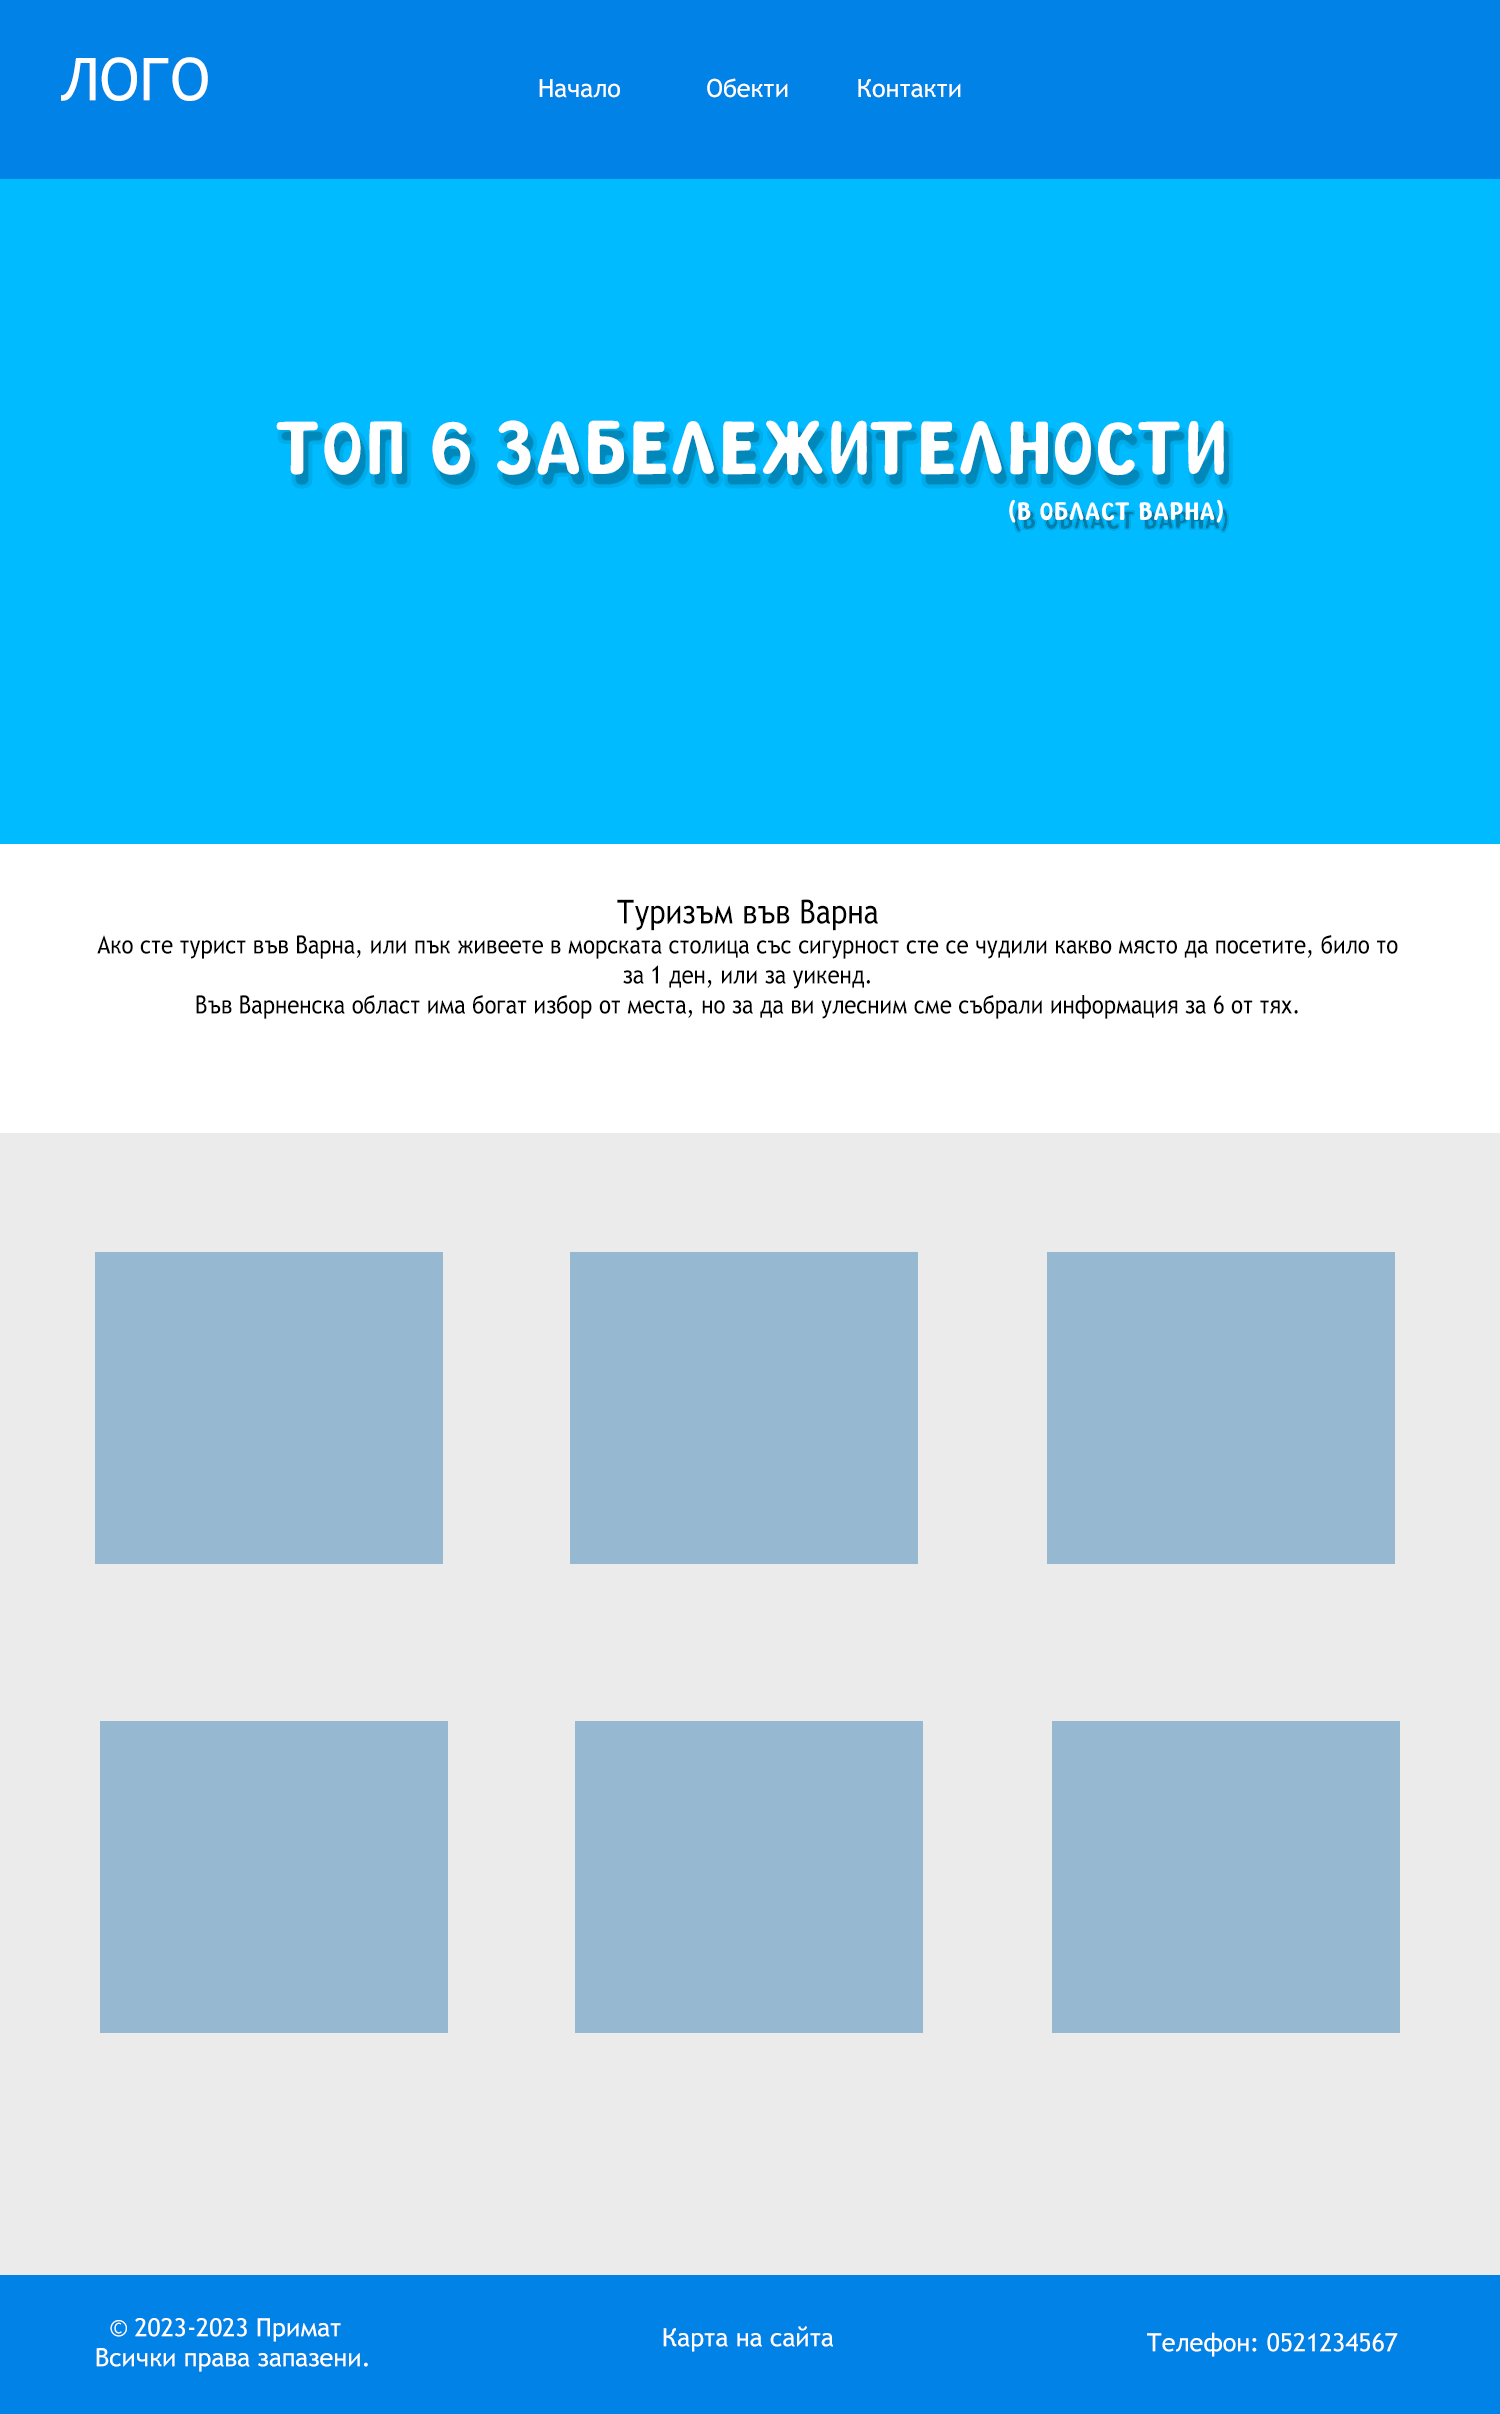 ЛОГО
Начало Обекти Контакти
ТОП 6 ЗАБЕЛЕЖИТЕЛНОСТИ
(В ОБЛАСТ ВАРНА)
Туризъм във Варна
Ако сте турист във Варна, или пък живеете в морската столица със сигурност сте се чудили какво място да посетите, било то
за 1 ден, или за уикенд.
Във Варненска област има богат избор от места, но за да ви улесним сме събрали информация за 6 от тях.
© 2023-2023 Примат
Всички права запазени.
Карта на сайта
Телефон: 0521234567